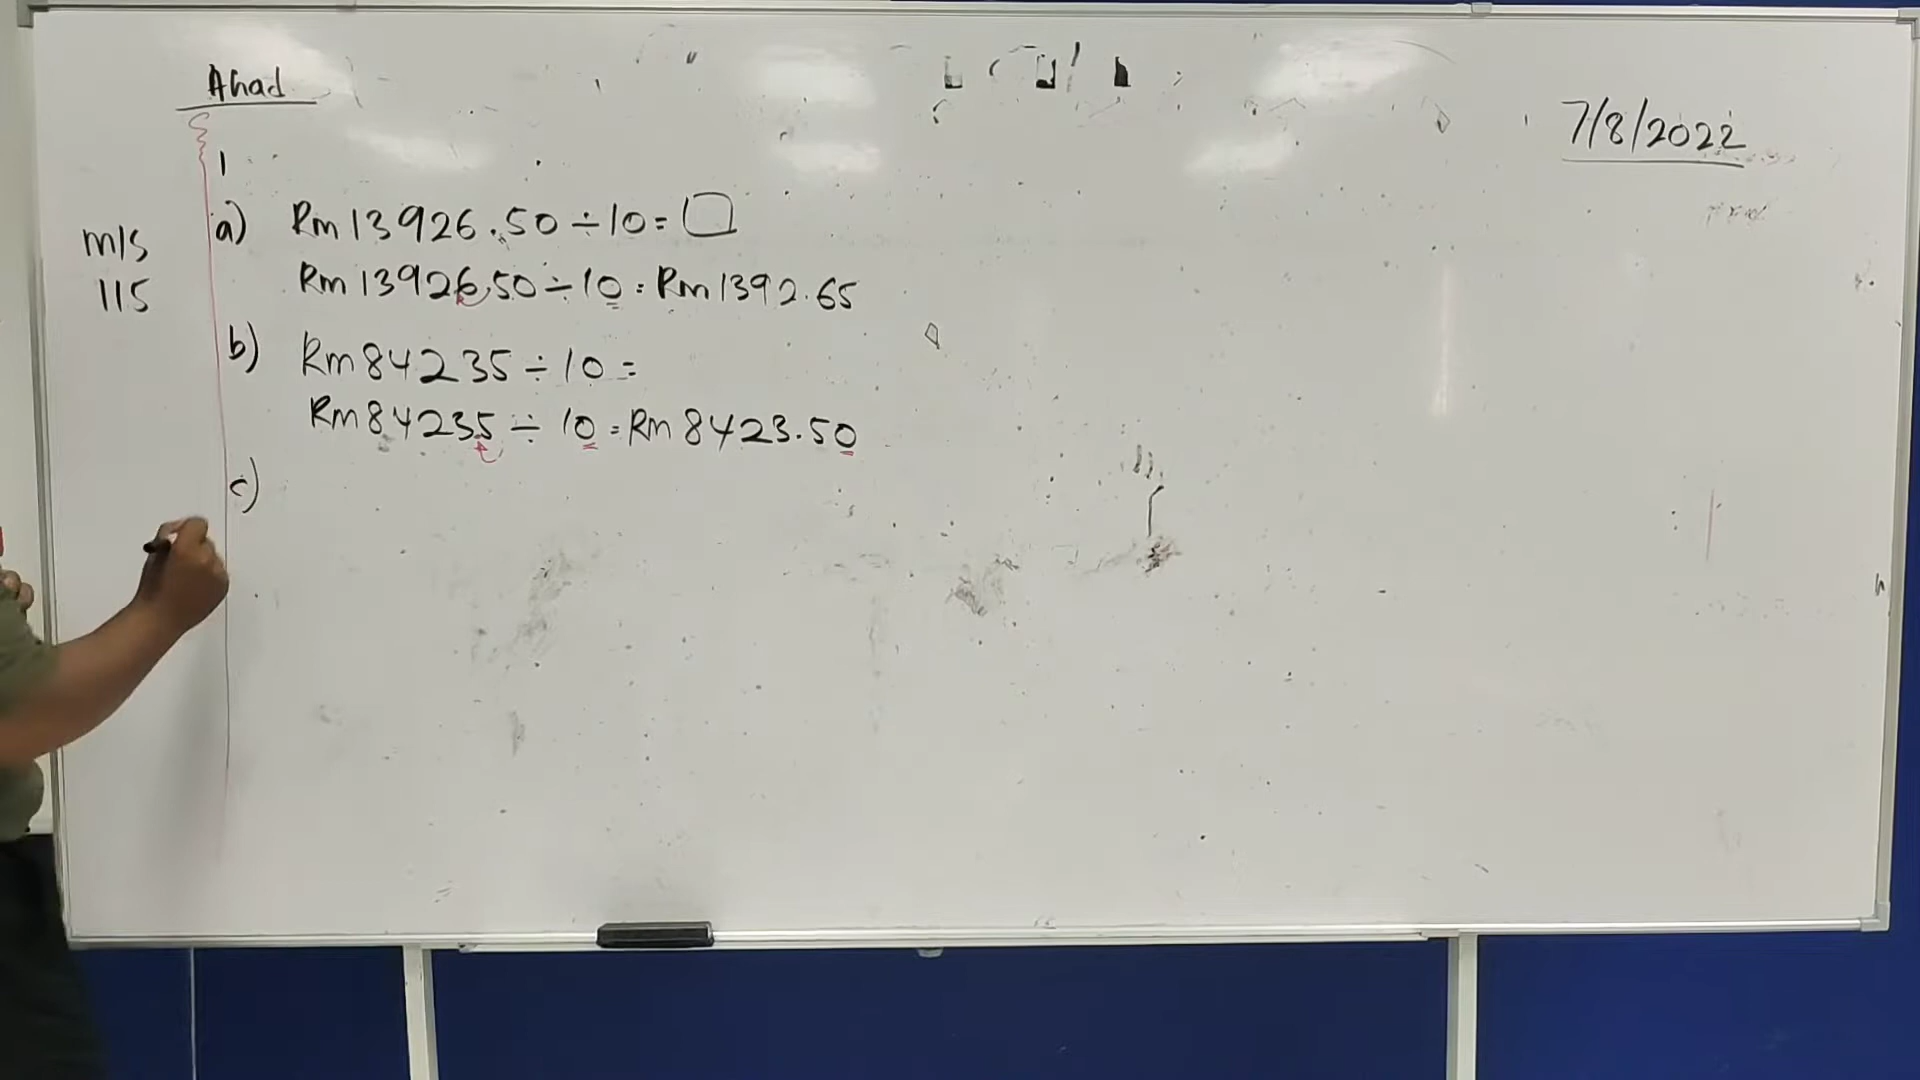 Ahad
7/8/2022
1
m/s
115
a) Rm 13926.50 ÷ 10 = □
Rm 13926.50 ÷ 10 = Rm 1392.65
b) Rm 84235 ÷ 10 =
Rm 84235 ÷ 10 = Rm 8423.50
c)